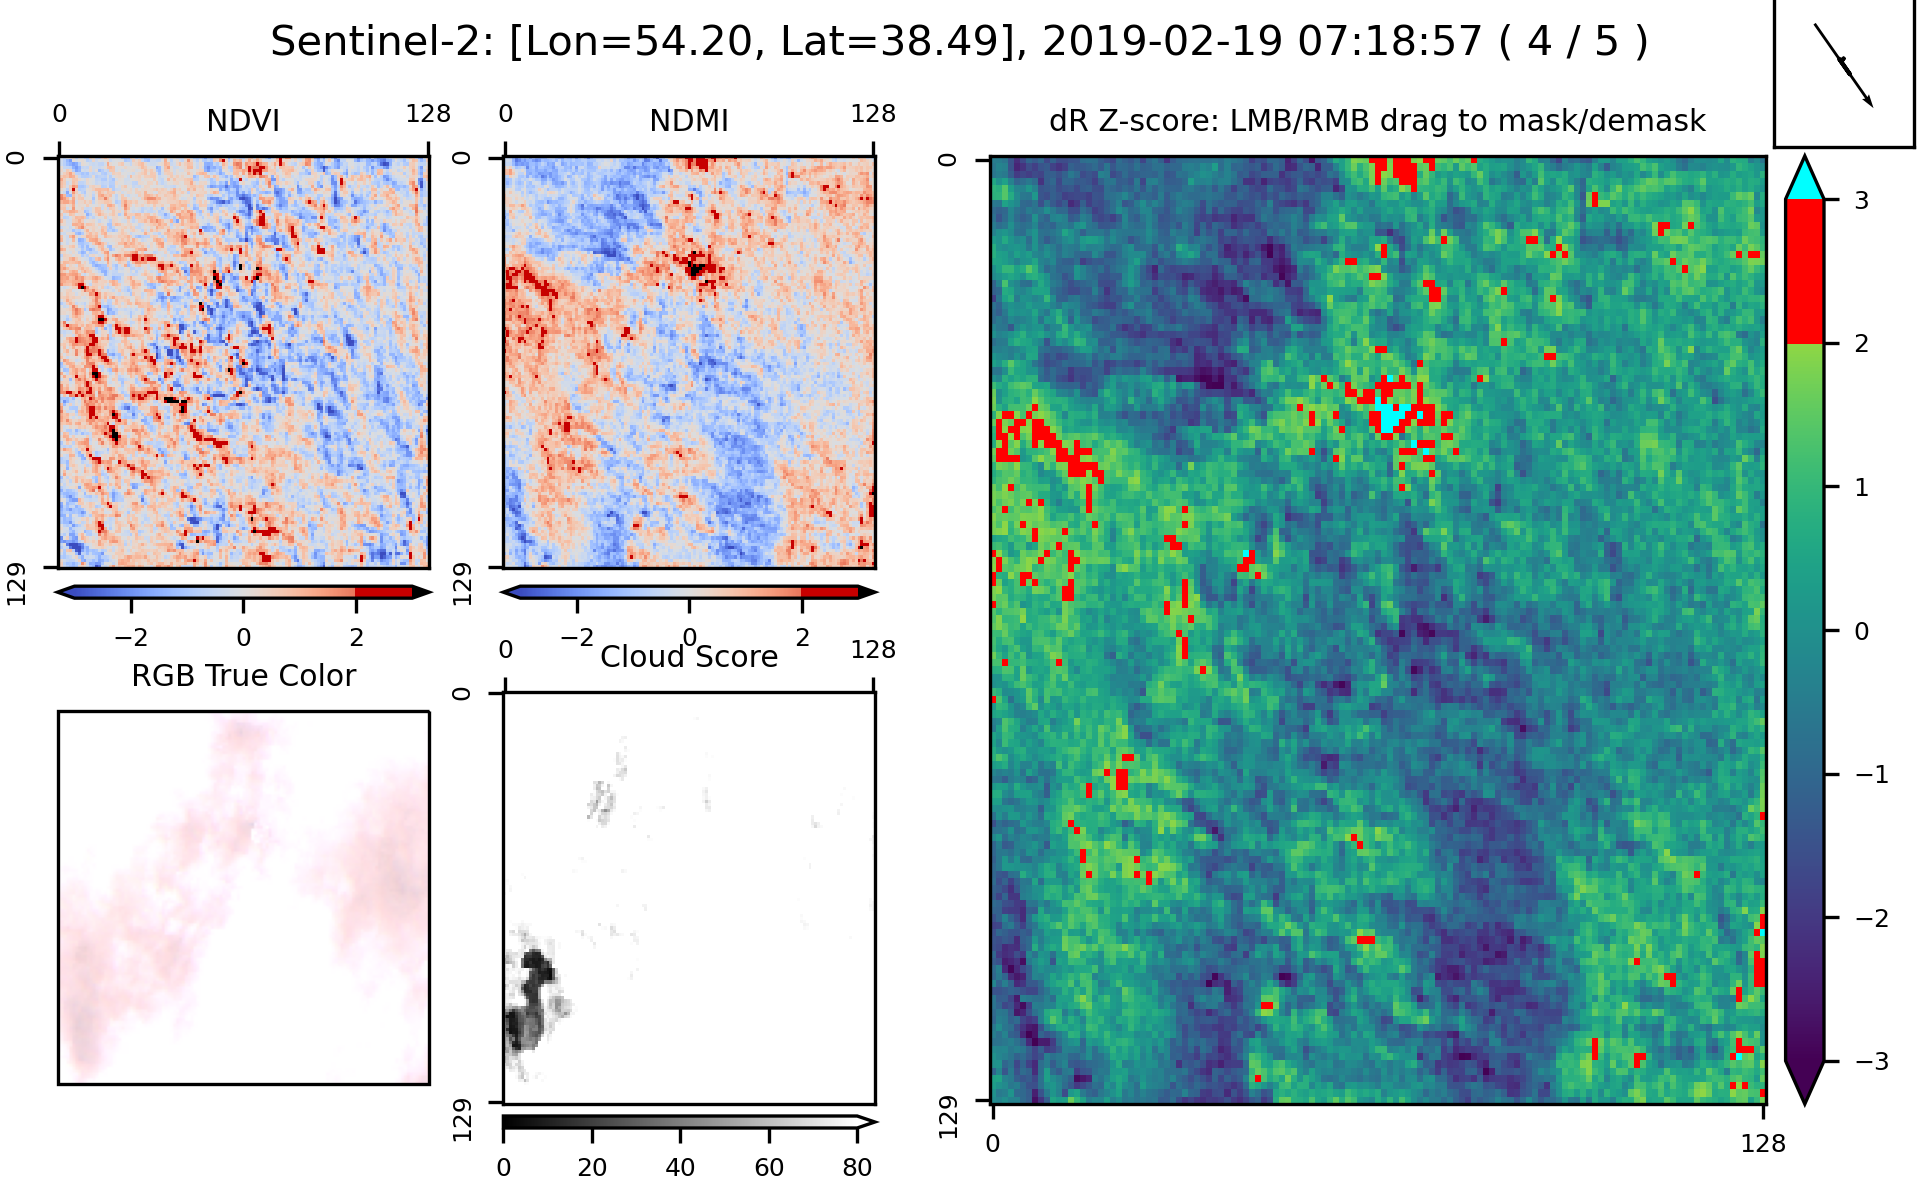 Sentinel-2: [Lon=54.20, Lat=38.49], 2019-02-19 07:18:57 ( 4 / 5 )
0 NDVI 128
0 NDMI 128
dR Z-score: LMB/RMB drag to mask/demask
0
129
0
129
0
129
0 128
3
2
1
0
−1
−2
−3
−2 0 2
−2 0 2
RGB True Color
0 Cloud Score 128
0
129
0 20 40 60 80